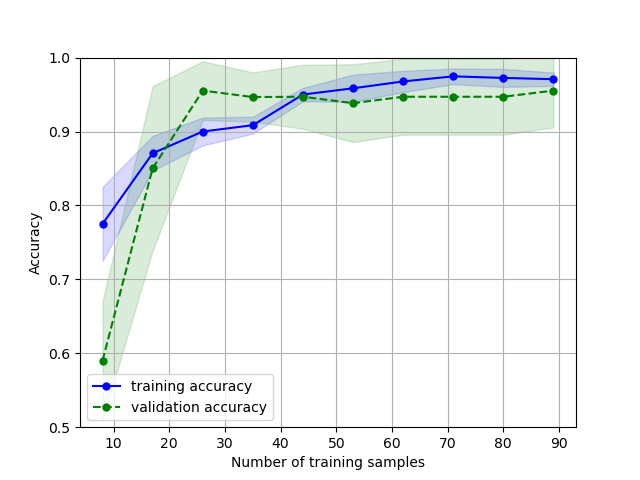 1.0
0.9
0.8
0.7
0.6
0.5
Accuracy
training accuracy
validation accuracy
10 20 30 40 50 60 70 80 90
Number of training samples